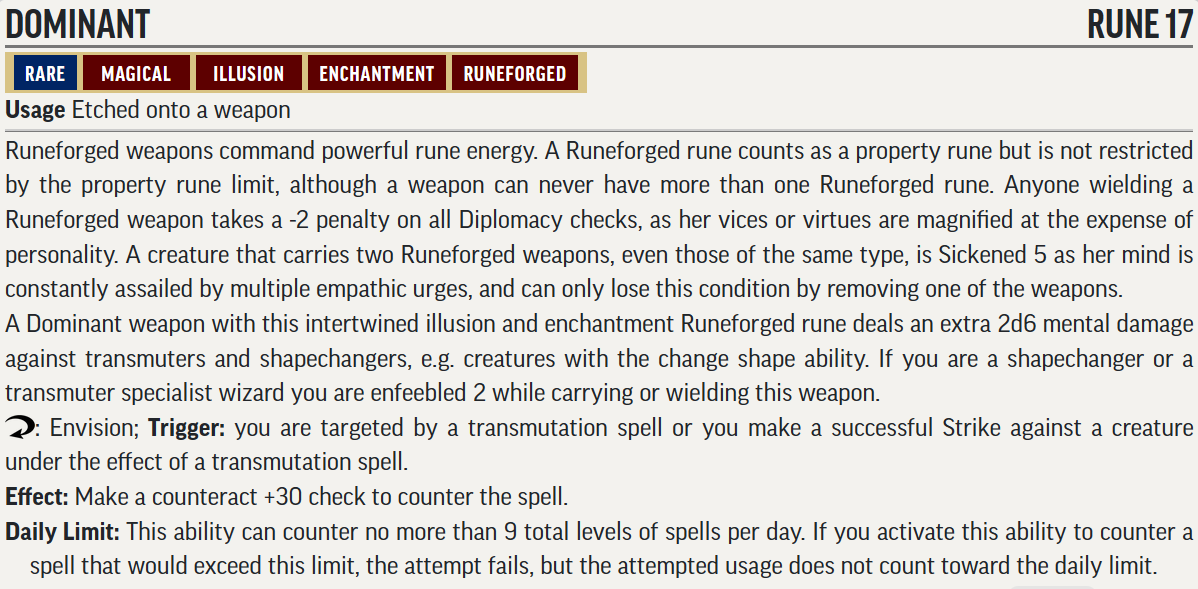 DOMINANT RUNE 17
RARE MAGICAL ILLUSION ENCHANTMENT RUNEFORGED
Usage Etched onto a weapon
Runeforged weapons command powerful rune energy. A Runeforged rune counts as a property rune but is not restricted
by the property rune limit, although a weapon can never have more than one Runeforged rune. Anyone wielding a
Runeforged weapon takes a -2 penalty on all Diplomacy checks, as her vices or virtues are magnified at the expense of
personality. A creature that carries two Runeforged weapons, even those of the same type, is Sickened 5 as her mind is
constantly assailed by multiple empathic urges, and can only lose this condition by removing one of the weapons.
A Dominant weapon with this intertwined illusion and enchantment Runeforged rune deals an extra 2d6 mental damage
against transmuters and shapechangers, e.g. creatures with the change shape ability. If you are a shapechanger or a
transmuter specialist wizard you are enfeebled 2 while carrying or wielding this weapon.
: Envision; Trigger: you are targeted by a transmutation spell or you make a successful Strike against a creature
under the effect of a transmutation spell.
Effect: Make a counteract +30 check to counter the spell.
Daily Limit: This ability can counter no more than 9 total levels of spells per day. If you activate this ability to counter a
spell that would exceed this limit, the attempt fails, but the attempted usage does not count toward the daily limit.